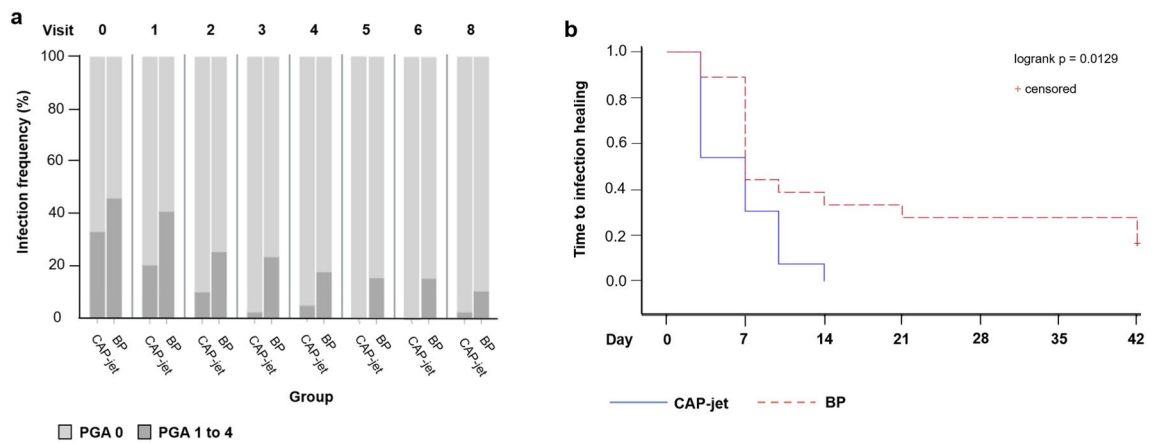 a
Visit 0 1 2 3 4 5 6 8
Infection frequency (%)
100
80
60
40
20
0
CAP-jet BP CAP-jet BP CAP-jet BP CAP-jet BP CAP-jet BP CAP-jet BP CAP-jet BP CAP-jet BP
Group
PGA 0 PGA 1 to 4
b
logrank p = 0.0129
+ censored
Time to infection healing
1.0
0.8
0.6
0.4
0.2
0.0
Day 0 7 14 21 28 35 42
CAP-jet BP